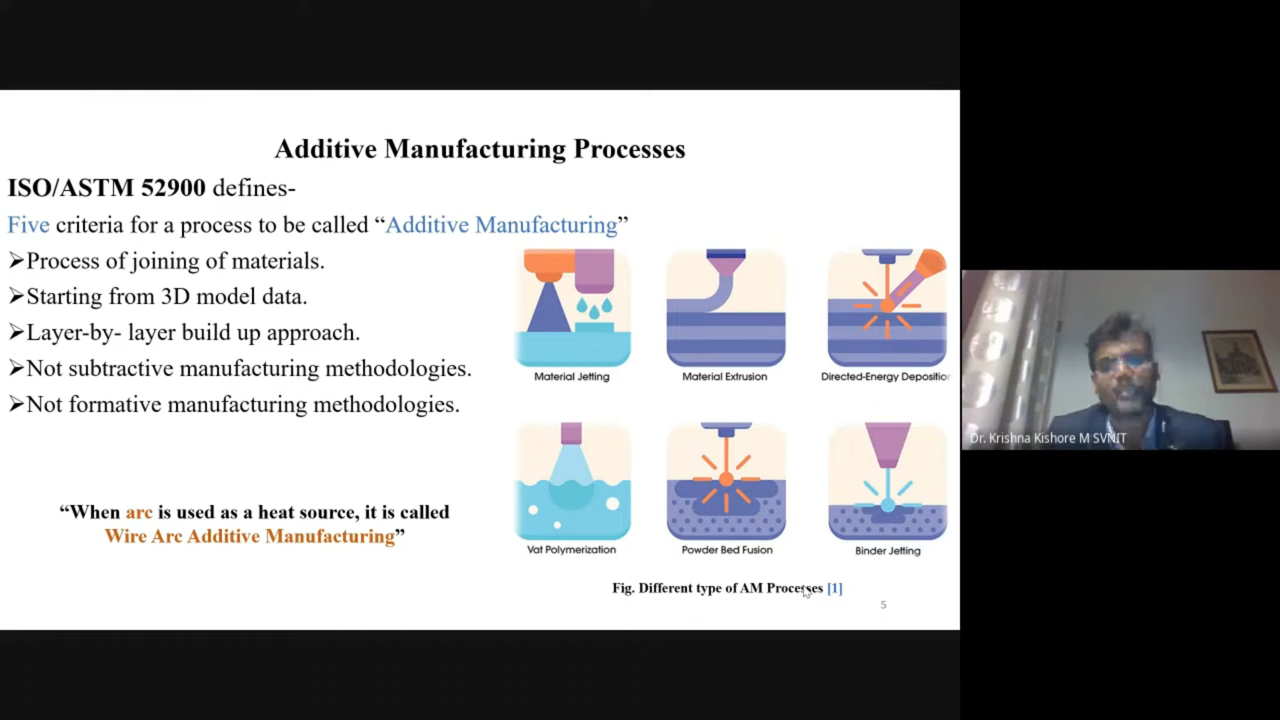 Additive Manufacturing Processes
ISO/ASTM 52900 defines-
Five criteria for a process to be called “Additive Manufacturing”
➢Process of joining of materials.
➢Starting from 3D model data.
➢Layer-by- layer build up approach.
➢Not subtractive manufacturing methodologies.
➢Not formative manufacturing methodologies.
“When arc is used as a heat source, it is called
Wire Arc Additive Manufacturing”
Material Jetting
Material Extrusion
Directed-Energy Depositior
Vat Polymerization
Powder Bed Fusion
Binder Jetting
Fig. Different type of AM Processes [1]
5
Dr. Krishna Kishore M SVNIT